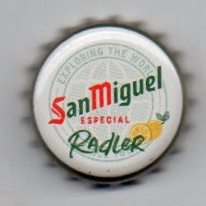 EXPLORING THE WORLD
San Miguel
ESPECIAL
RADLER